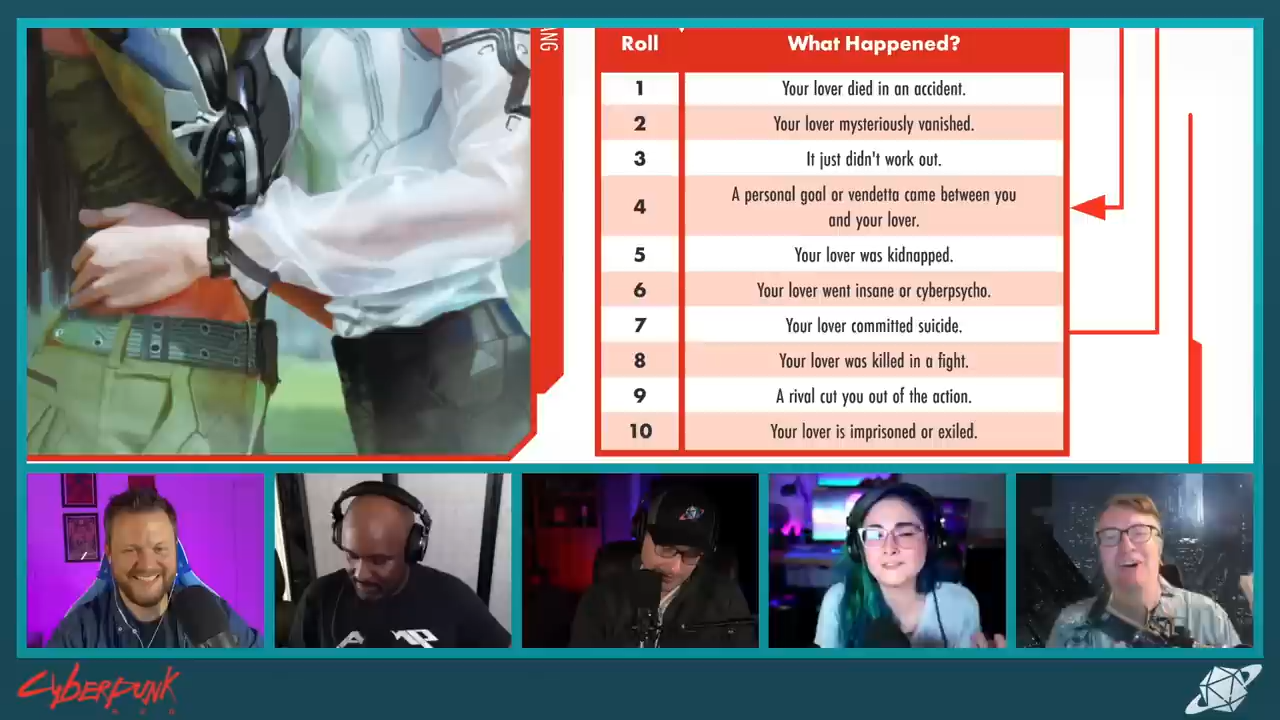 ANG
Roll What Happened?
1 Your lover died in an accident.
2 Your lover mysteriously vanished.
3 It just didn't work out.
4 A personal goal or vendetta came between you
and your lover.
5 Your lover was kidnapped.
6 Your lover went insane or cyberpsycho.
7 Your lover committed suicide.
8 Your lover was killed in a fight.
9 A rival cut you out of the action.
10 Your lover is imprisoned or exiled.
CYBERPUNK
RED